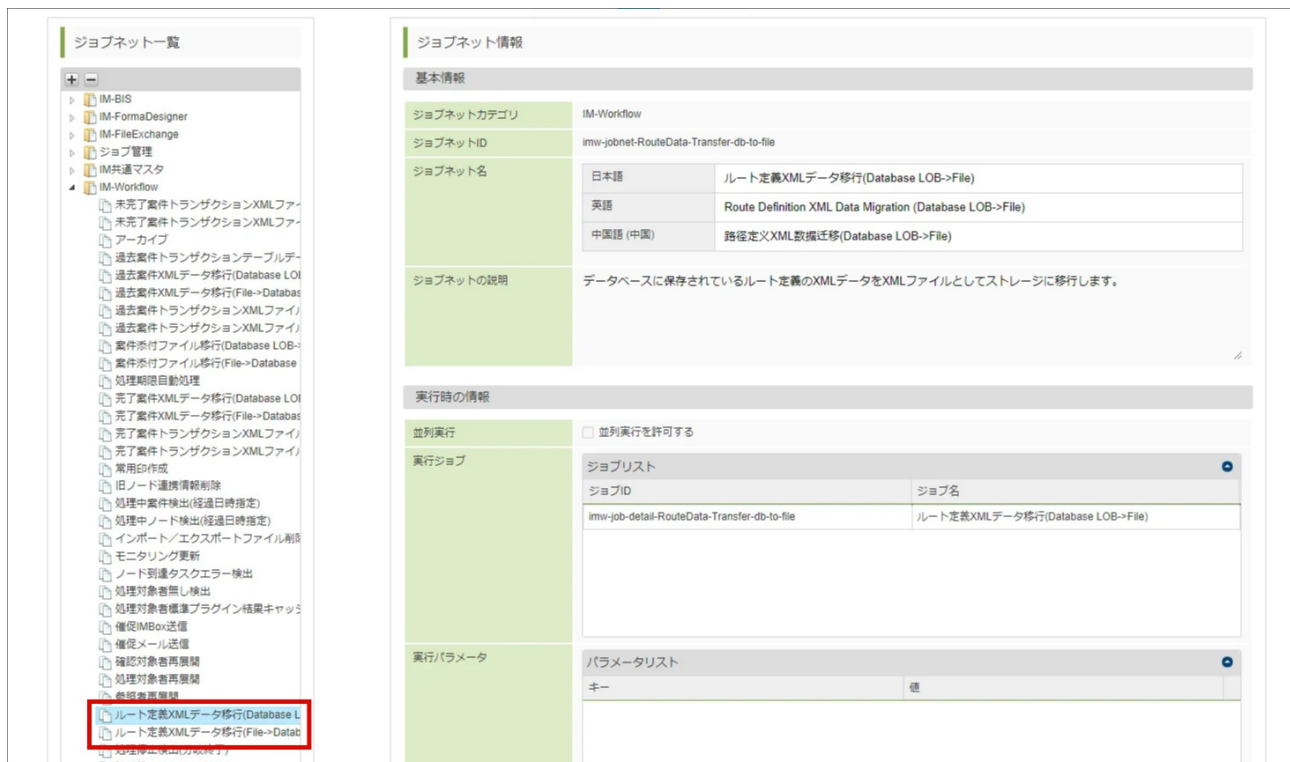 ジョブネット一覧
IM-BIS
IM-FormaDesigner
IM-FileExchange
ジョブ管理
IM共通マスタ
IM-Workflow
未完了案件トランザクションXMLファイ
未完了案件トランザクションXMLファイ
アーカイブ
過去案件トランザクションテーブルデー
過去案件XMLデータ移行(Database LOB
過去案件XMLデータ移行(File->Databas
過去案件トランザクションXMLファイル
過去案件トランザクションXMLファイル
案件添付ファイル移行(Database LOB-
案件添付ファイル移行(File->Database
処理期限自動処理
完了案件XMLデータ移行(Database LOB
完了案件XMLデータ移行(File->Databas
完了案件トランザクションXMLファイル
完了案件トランザクションXMLファイル
常用印作成
旧ノード連携情報削除
処理中案件検出(経過日時指定)
処理中ノード検出(経過日時指定)
インポート／エクスポートファイル削除
モニタリング更新
ノード到達タスクエラー検出
処理対象者無し検出
処理対象者標準プラグイン結果キャッシ
催促IMBox送信
催促メール送信
確認対象者再展開
処理対象者再展開
参照者再展開
ルート定義XMLデータ移行(Database L
ルート定義XMLデータ移行(File->Datab
ジョブネット情報
基本情報
ジョブネットカテゴリ IM-Workflow
ジョブネットID imw-jobnet-RouteData-Transfer-db-to-file
ジョブネット名 日本語 ルート定義XMLデータ移行(Database LOB->File)
英語 Route Definition XML Data Migration (Database LOB->File)
中国語 (中国) 路径定义XML数据迁移(Database LOB->File)
ジョブネットの説明 データベースに保存されているルート定義のXMLデータをXMLファイルとしてストレージに移行します。
実行時の情報
並列実行 並列実行を許可する
実行ジョブ ジョブリスト
ジョブID ジョブ名
imw-job-detail-RouteData-Transfer-db-to-file ルート定義XMLデータ移行(Database LOB->File)
実行パラメータ パラメータリスト
キー 値